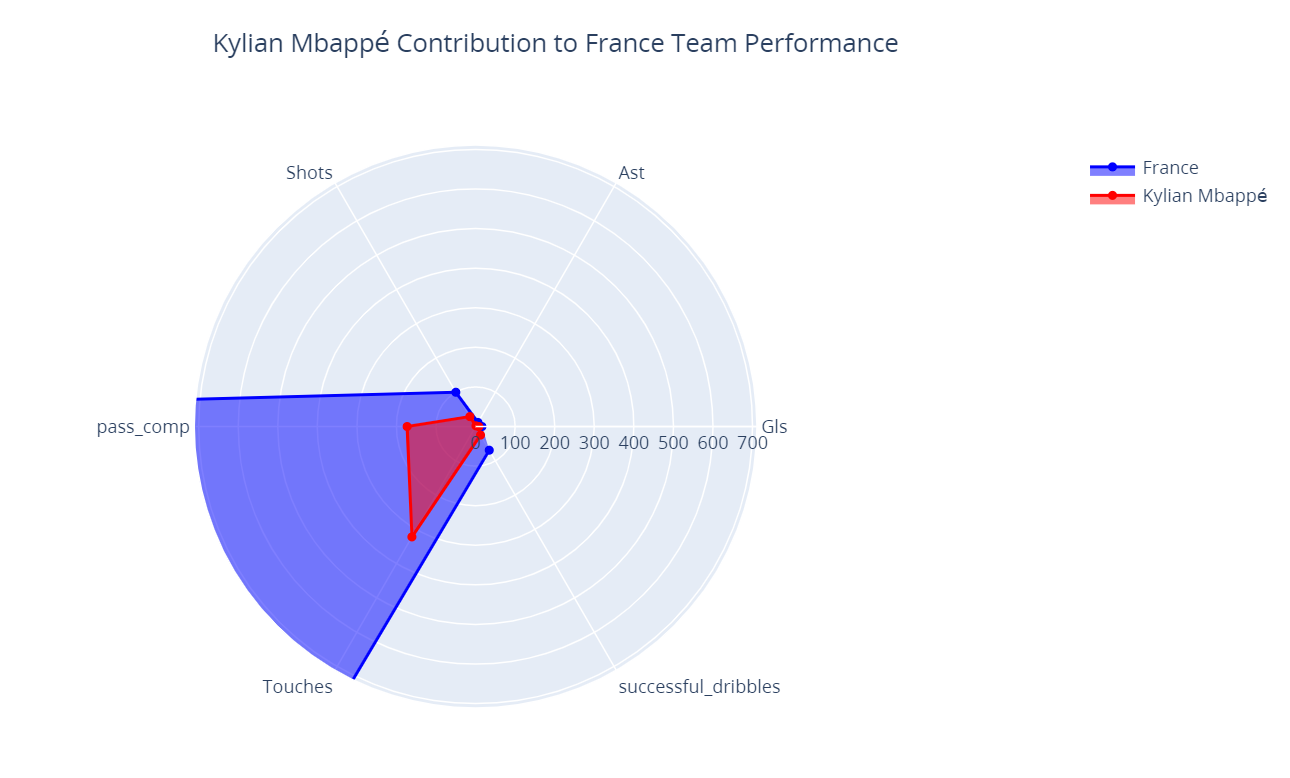 Kylian Mbappé Contribution to France Team Performance
France
Kylian Mbappé
Shots
Ast
pass_comp
Gls
0 100 200 300 400 500 600 700
Touches
successful_dribbles